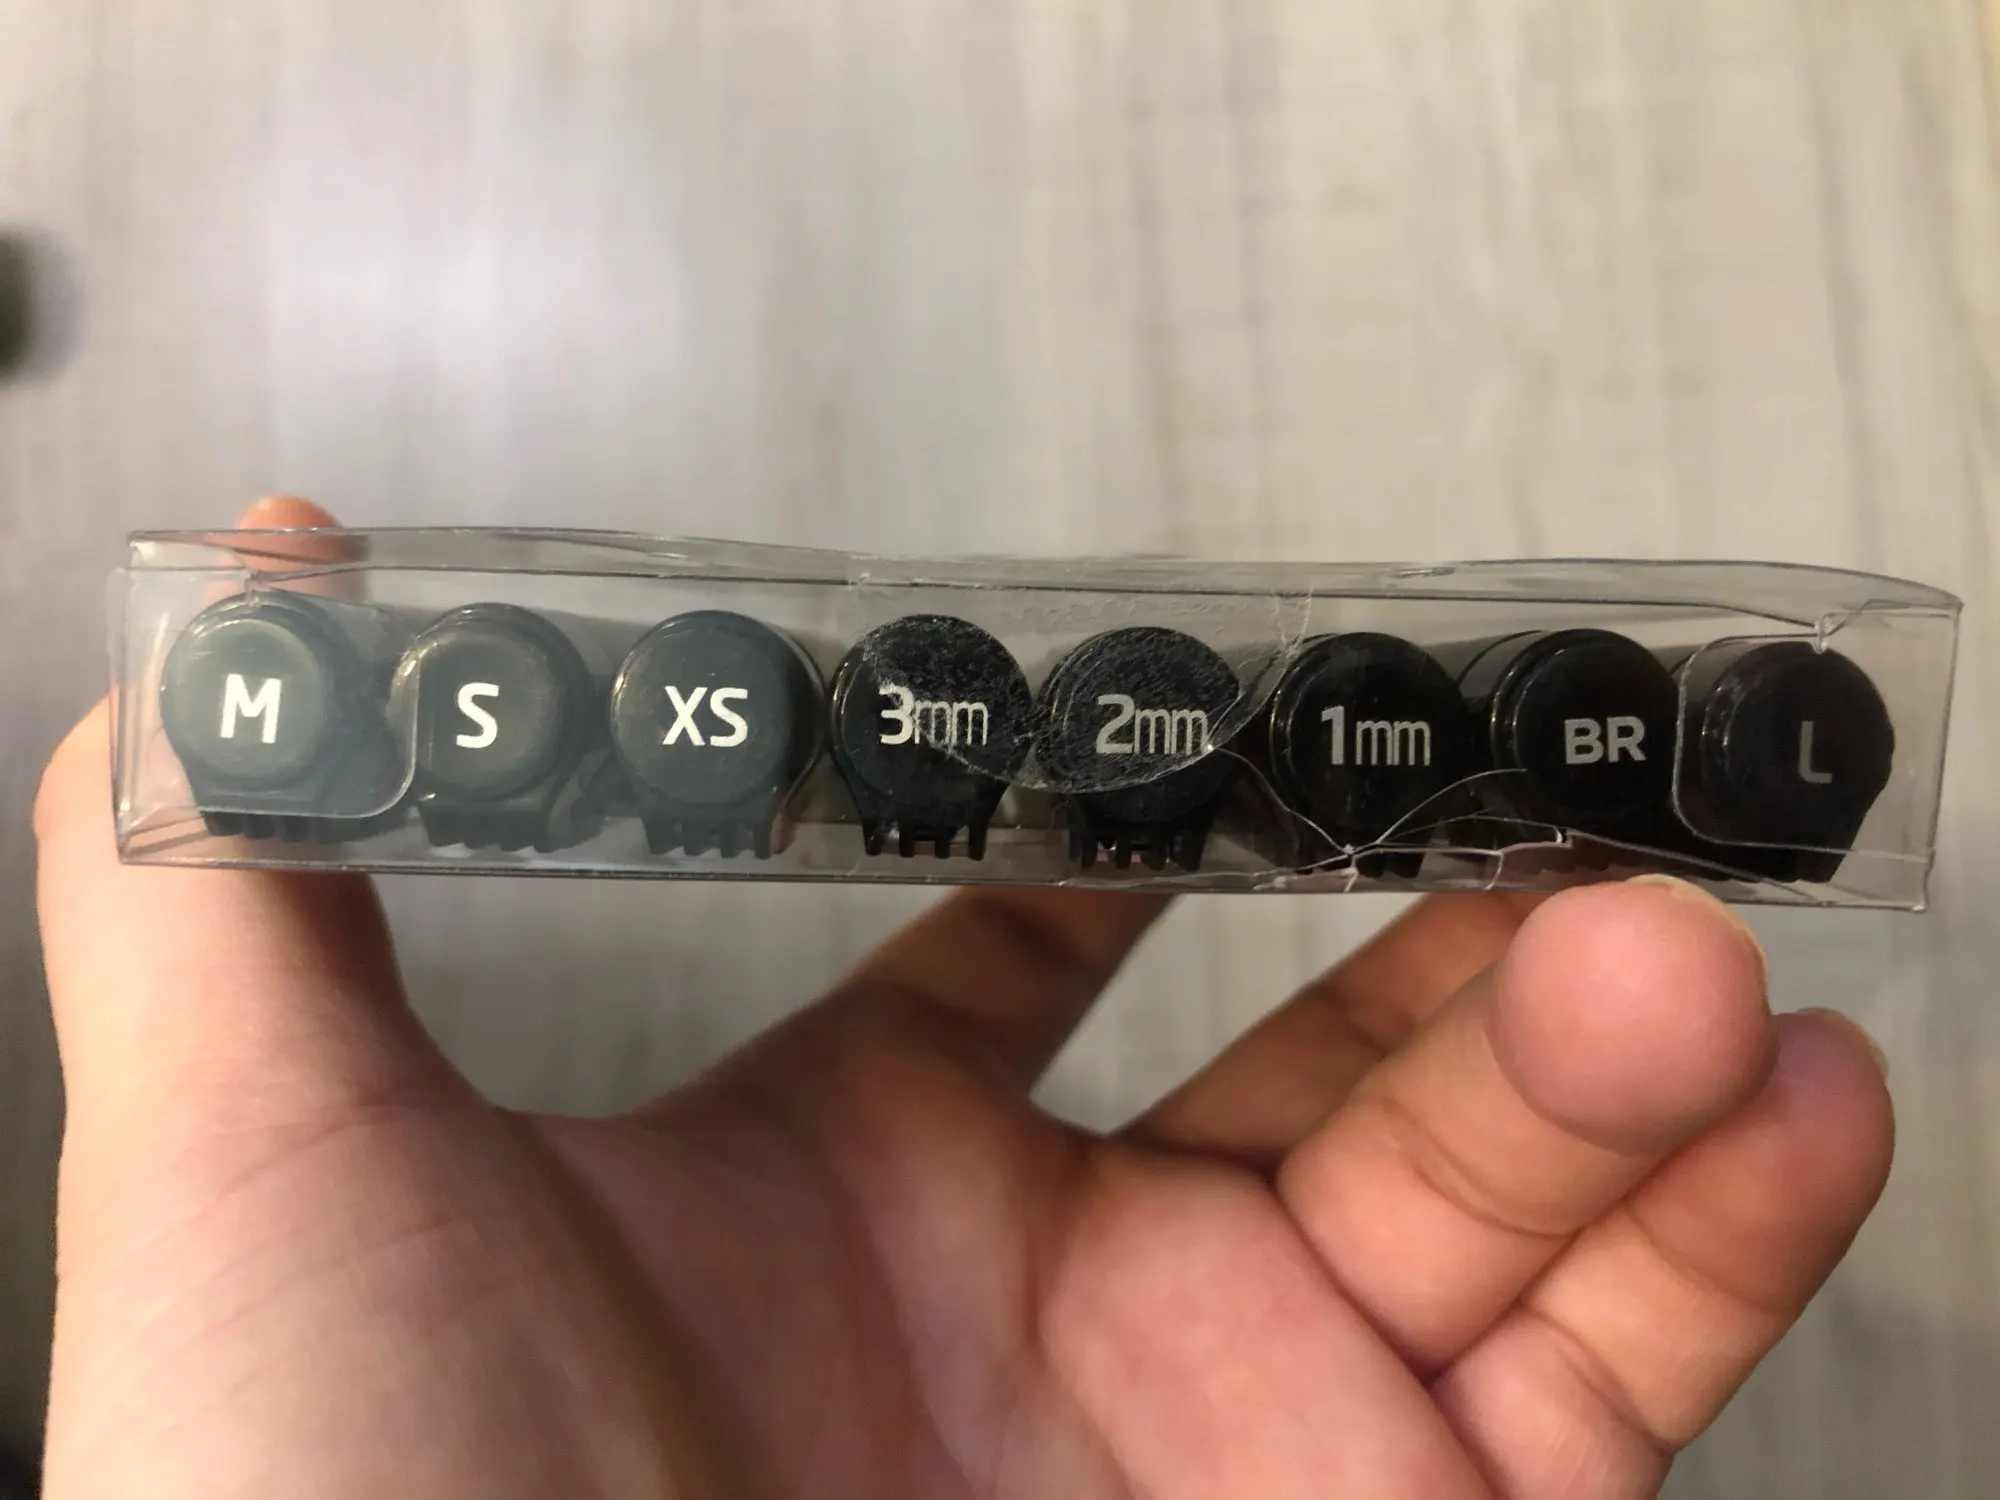 M S XS 3mm 2mm 1mm BR L